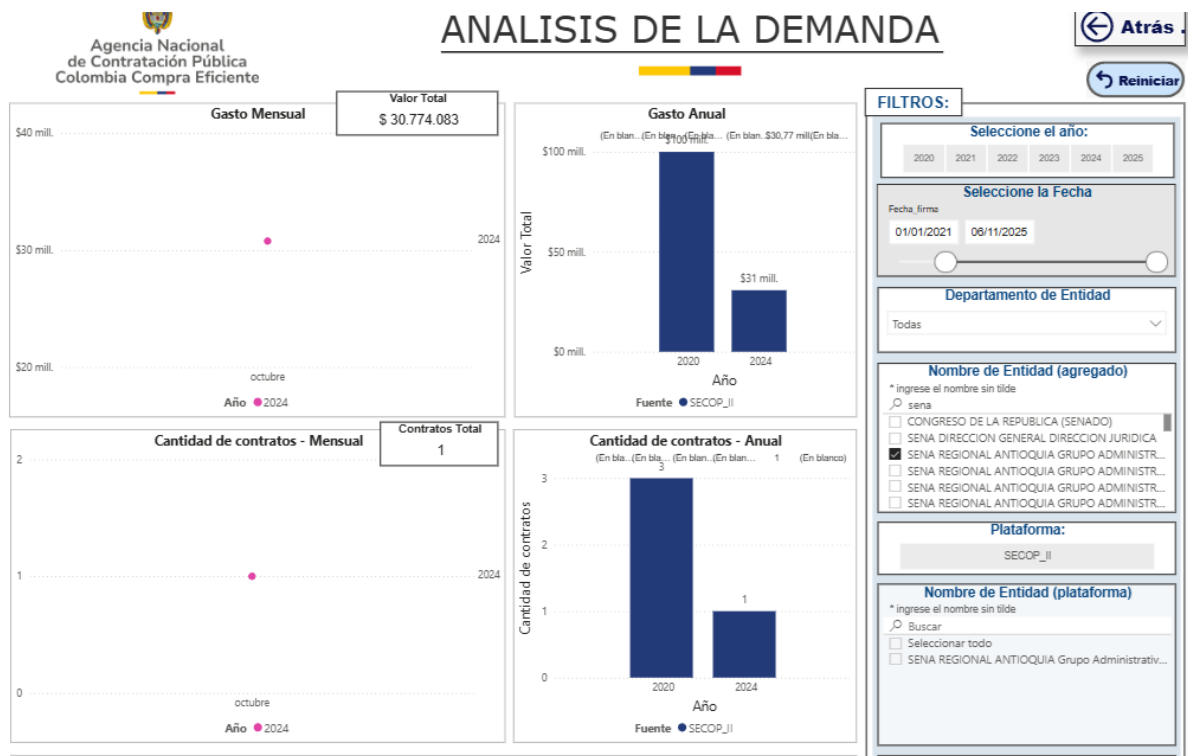 Agencia Nacional
de Contratación Pública
Colombia Compra Eficiente
ANALISIS DE LA DEMANDA
Atrás .
Reiniciar
Gasto Mensual
Valor Total
$ 30.774.083
$40 mill.
$30 mill.
$20 mill.
2024
octubre
Año 2024
Gasto Anual
(En blan... (En blan... (En bla... (En blan... $30,77 mill (En bla...
$100 mill.
$100 mill.
$50 mill.
$0 mill.
Valor Total
$31 mill.
2020 2024
Año
Fuente SECOP_II
Cantidad de contratos - Mensual
Contratos Total
1
2
1
0
2024
octubre
Año 2024
Cantidad de contratos - Anual
(En bla... (En bla... (En blan... (En blan... 1 (En blanco)
3
3
2
1
0
Cantidad de contratos
1
2020 2024
Año
Fuente SECOP_II
FILTROS:
Seleccione el año:
2020 2021 2022 2023 2024 2025
Seleccione la Fecha
Fecha_firma
01/01/2021 06/11/2025
Departamento de Entidad
Todas
Nombre de Entidad (agregado)
* ingrese el nombre sin tilde
sena
CONGRESO DE LA REPUBLICA (SENADO)
SENA DIRECCION GENERAL DIRECCION JURIDICA
SENA REGIONAL ANTIOQUIA GRUPO ADMINISTR...
SENA REGIONAL ANTIOQUIA GRUPO ADMINISTR...
SENA REGIONAL ANTIOQUIA GRUPO ADMINISTR...
SENA REGIONAL ANTIOQUIA GRUPO ADMINISTR...
Plataforma:
SECOP_II
Nombre de Entidad (plataforma)
* ingrese el nombre sin tilde
Buscar
Seleccionar todo
SENA REGIONAL ANTIOQUIA Grupo Administrativ...